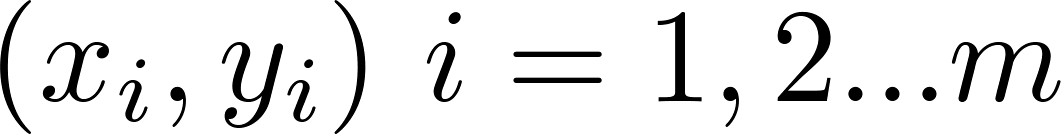 (x_i, y_i) i = 1, 2...m